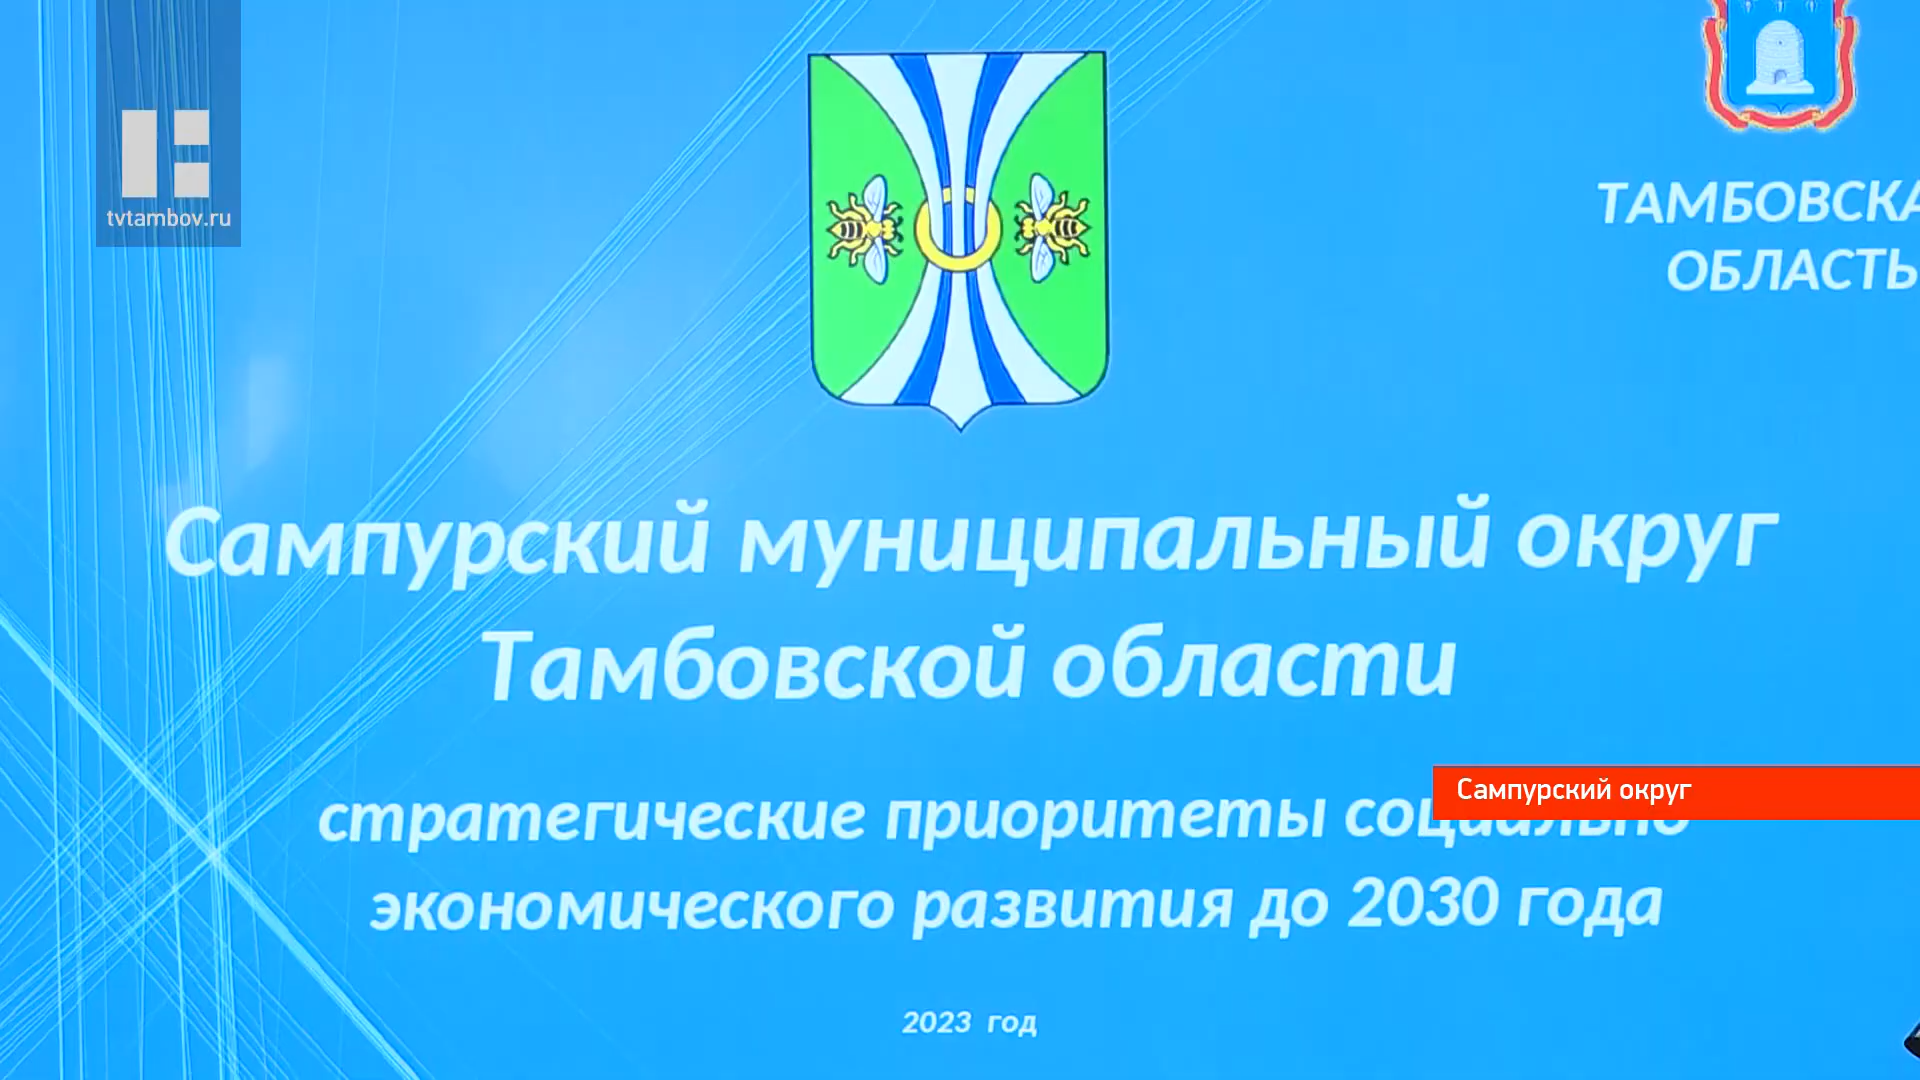 tvtambov.ru
ТАМБОВСКА
ОБЛАСТЬ
Сампурский муниципальный округ
Тамбовской области
стратегические приоритеты социально
экономического развития до 2030 года
Сампурский округ
2023 год